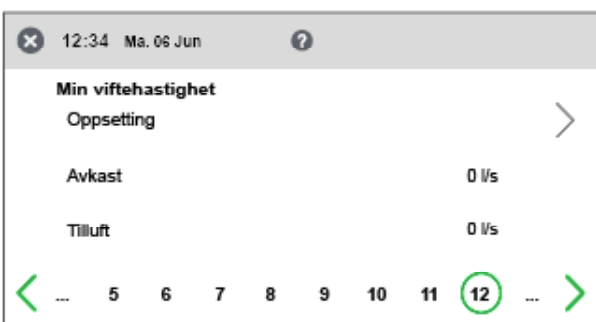 12:34 Ma. 06 Jun ?
Min viftehastighet
Oppsetting
Avkast 0 l/s
Tilluft 0 l/s
... 5 6 7 8 9 10 11 12 ...